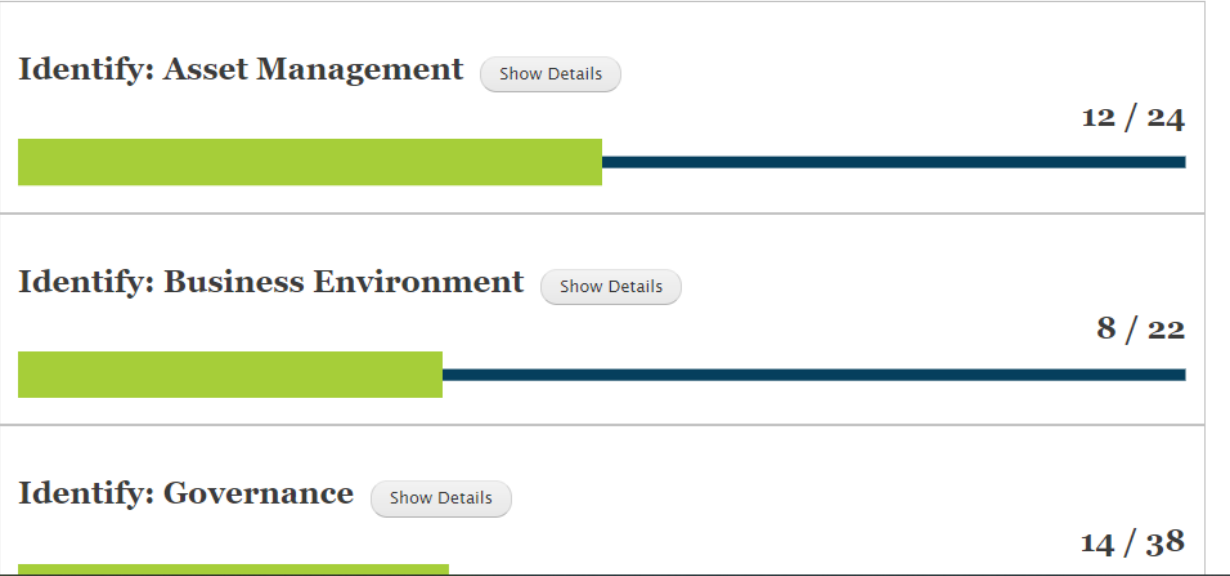 Identify: Asset Management Show Details
12 / 24
Identify: Business Environment Show Details
8 / 22
Identify: Governance Show Details
14 / 38